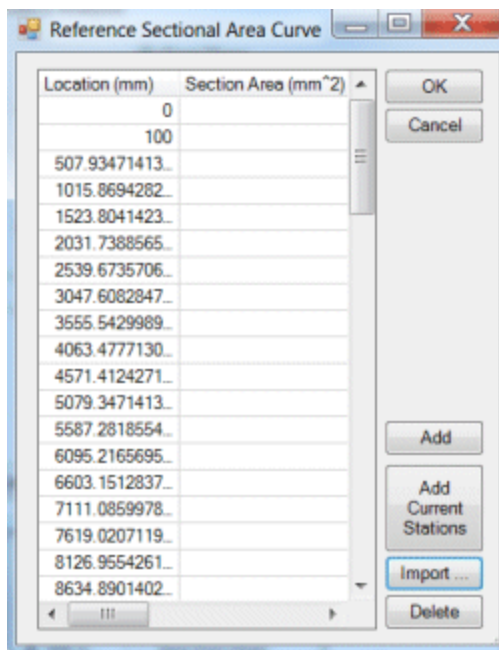 Reference Sectional Area Curve
Location (mm) Section Area (mm^2)
0
100
507.93471413...
1015.8694282...
1523.8041423...
2031.7388565...
2539.6735706...
3047.6082847...
3555.5429989...
4063.4777130...
4571.4124271...
5079.3471413...
5587.2818554...
6095.2165695...
6603.1512837...
7111.0859978...
7619.0207119...
8126.9554261...
8634.8901402...
OK
Cancel
Add
Add
Current
Stations
Import ...
Delete